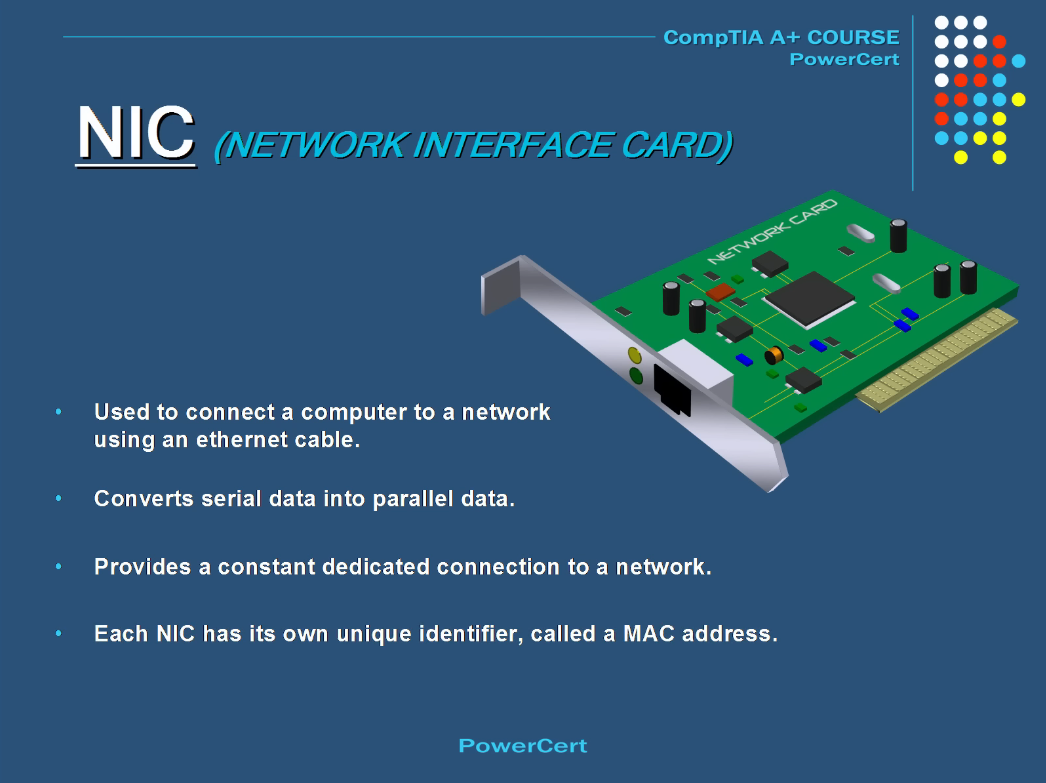 CompTIA A+ COURSE
PowerCert
NIC (NETWORK INTERFACE CARD)
NETWORK CARD
• Used to connect a computer to a network
using an ethernet cable.
• Converts serial data into parallel data.
• Provides a constant dedicated connection to a network.
• Each NIC has its own unique identifier, called a MAC address.
PowerCert